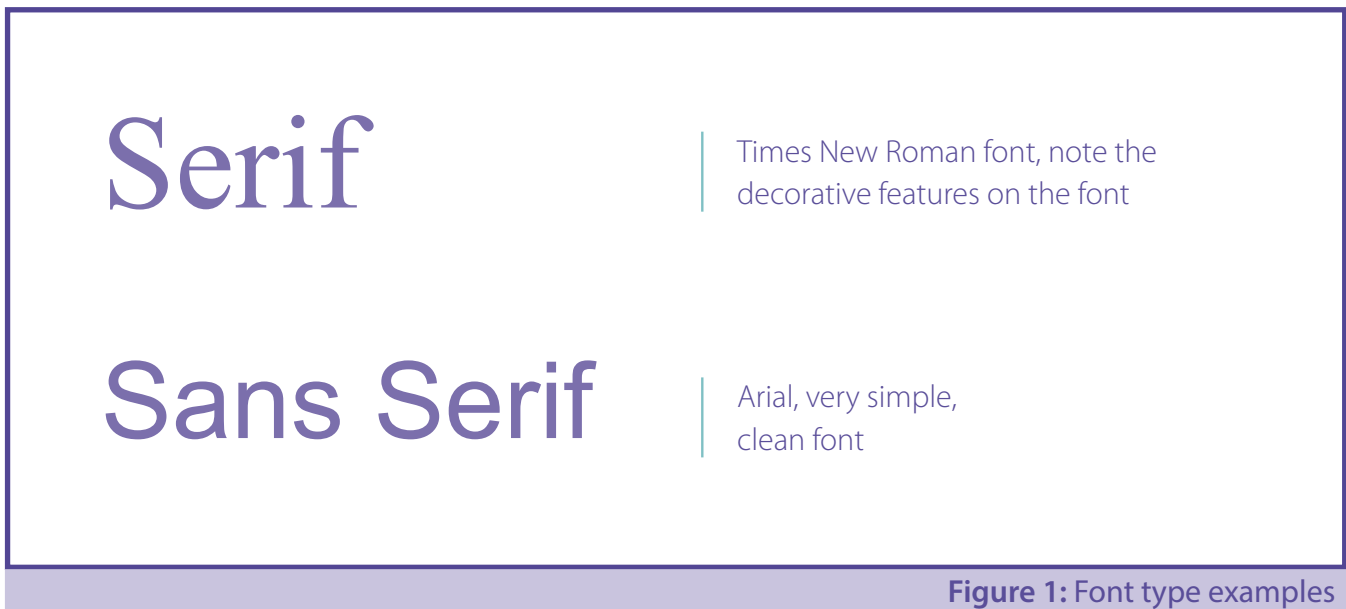 Serif
Times New Roman font, note the
decorative features on the font
Sans Serif
Arial, very simple,
clean font
Figure 1: Font type examples